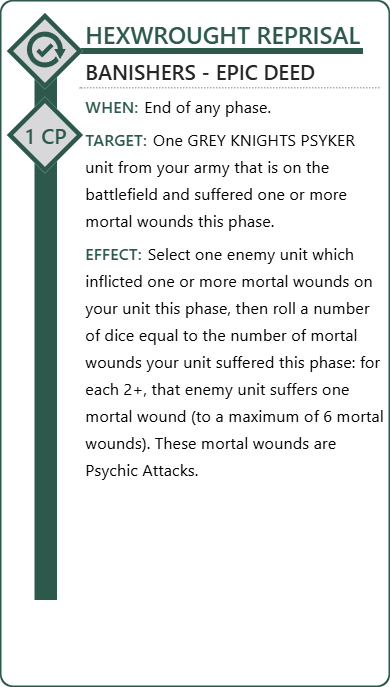 HEXWROUGHT REPRISAL
BANISHERS - EPIC DEED
WHEN: End of any phase.
1 CP
TARGET: One GREY KNIGHTS PSYKER
unit from your army that is on the
battlefield and suffered one or more
mortal wounds this phase.
EFFECT: Select one enemy unit which
inflicted one or more mortal wounds on
your unit this phase, then roll a number
of dice equal to the number of mortal
wounds your unit suffered this phase: for
each 2+, that enemy unit suffers one
mortal wound (to a maximum of 6 mortal
wounds). These mortal wounds are
Psychic Attacks.